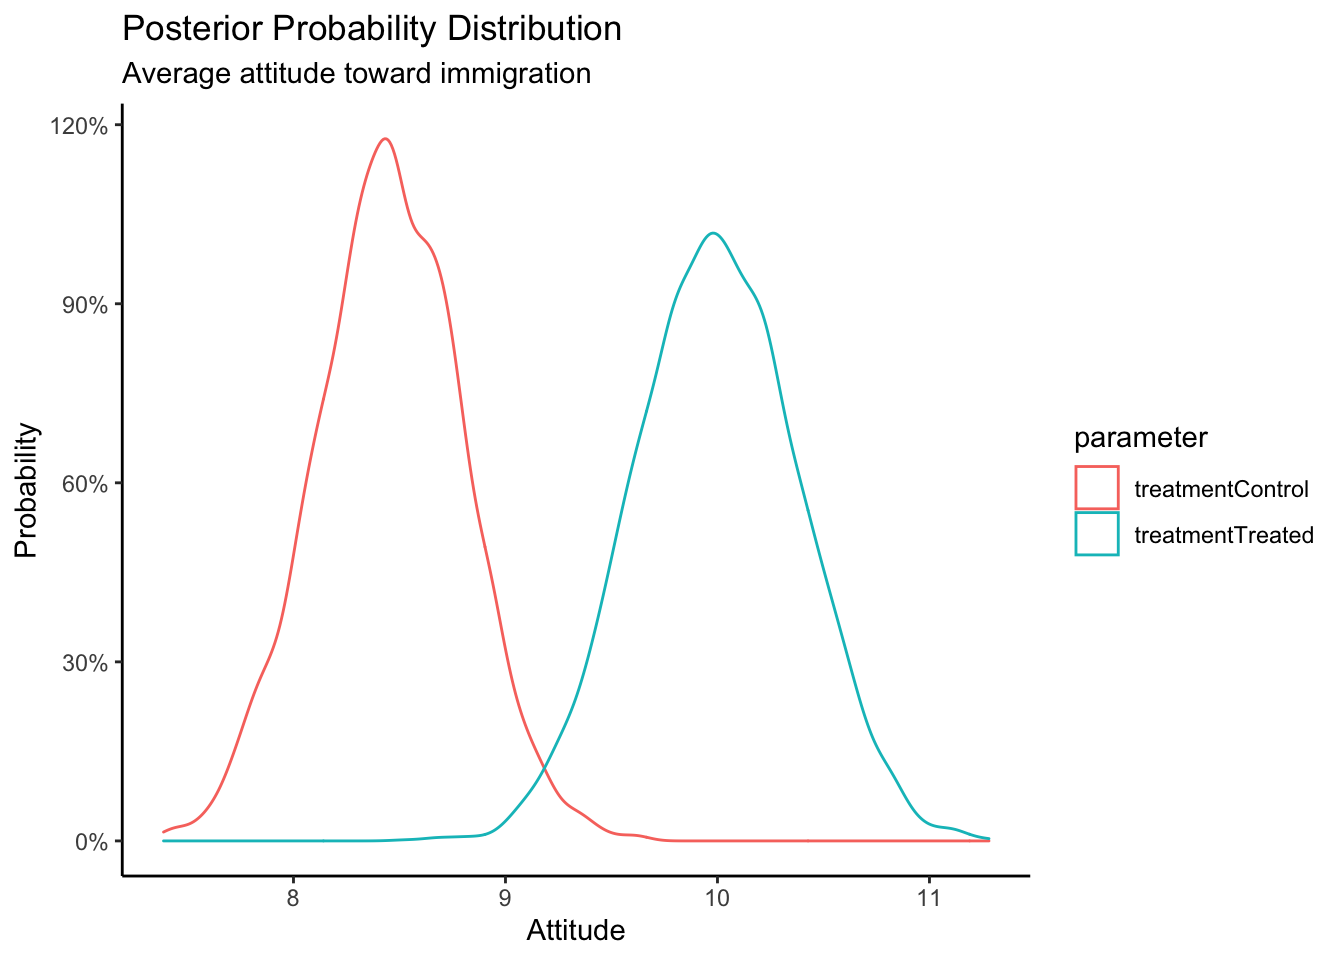 Posterior Probability Distribution
Average attitude toward immigration
120%
90%
60%
30%
0%
Probability
8
9
10
11
Attitude
parameter
treatmentControl
treatmentTreated